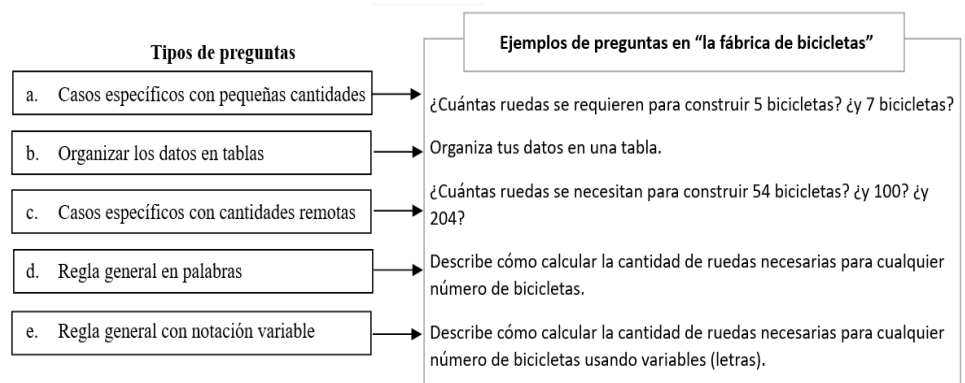 Tipos de preguntas
Ejemplos de preguntas en “la fábrica de bicicletas”
a. Casos específicos con pequeñas cantidades
¿Cuántas ruedas se requieren para construir 5 bicicletas? ¿y 7 bicicletas?
b. Organizar los datos en tablas
Organiza tus datos en una tabla.
c. Casos específicos con cantidades remotas
¿Cuántas ruedas se necesitan para construir 54 bicicletas? ¿y 100? ¿y
204?
d. Regla general en palabras
Describe cómo calcular la cantidad de ruedas necesarias para cualquier
número de bicicletas.
e. Regla general con notación variable
Describe cómo calcular la cantidad de ruedas necesarias para cualquier
número de bicicletas usando variables (letras).